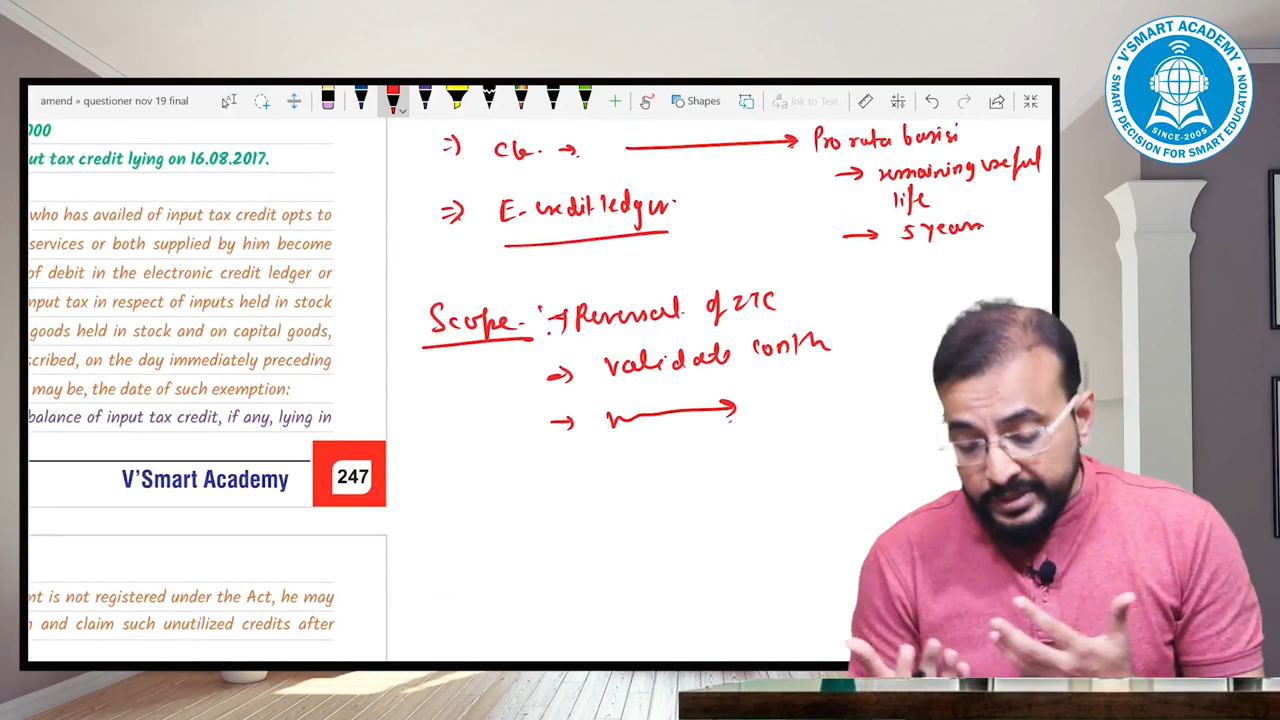 amend » questioner nov 19 final
Shapes
Ink to Text
000
ut tax credit lying on 16.08.2017.
who has availed of input tax credit opts to
services or both supplied by him become
of debit in the electronic credit ledger or
nput tax in respect of inputs held in stock
goods held in stock and on capital goods,
scribed, on the day immediately preceding
may be, the date of such exemption:
balance of input tax credit, if any, lying in
V'Smart Academy
247
nt is not registered under the Act, he may
n and claim such unutilized credits after
⇒ CG. → → Pro rata basisi
→ remaining useful
life
→ 5 years
⇒ E-credit ledger.
Scope :→ Reversal of ITC
⇒ validate
→
V'SMART ACADEMY
SINCE-2005
SMART DECISION FOR SMART EDUCATION